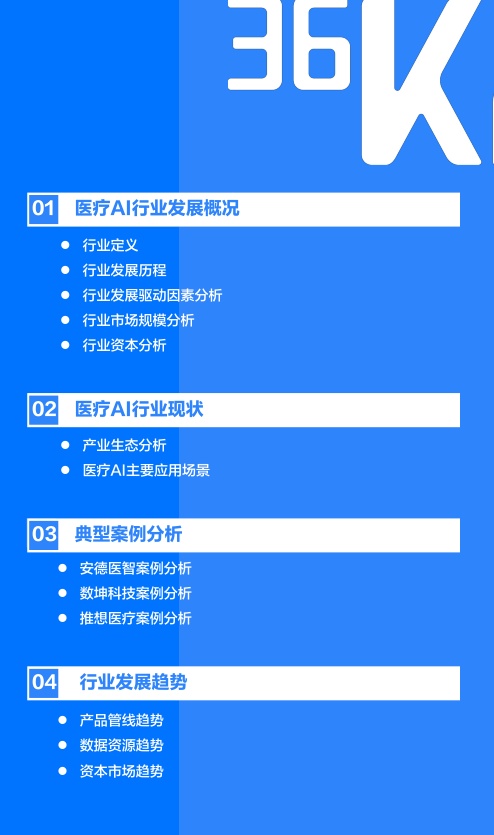 36K
01 医疗AI行业发展概况
行业定义
行业发展历程
行业发展驱动因素分析
行业市场规模分析
行业资本分析
02 医疗AI行业现状
产业生态分析
医疗AI主要应用场景
03 典型案例分析
安德医智案例分析
数坤科技案例分析
推想医疗案例分析
04 行业发展趋势
产品管线趋势
数据资源趋势
资本市场趋势